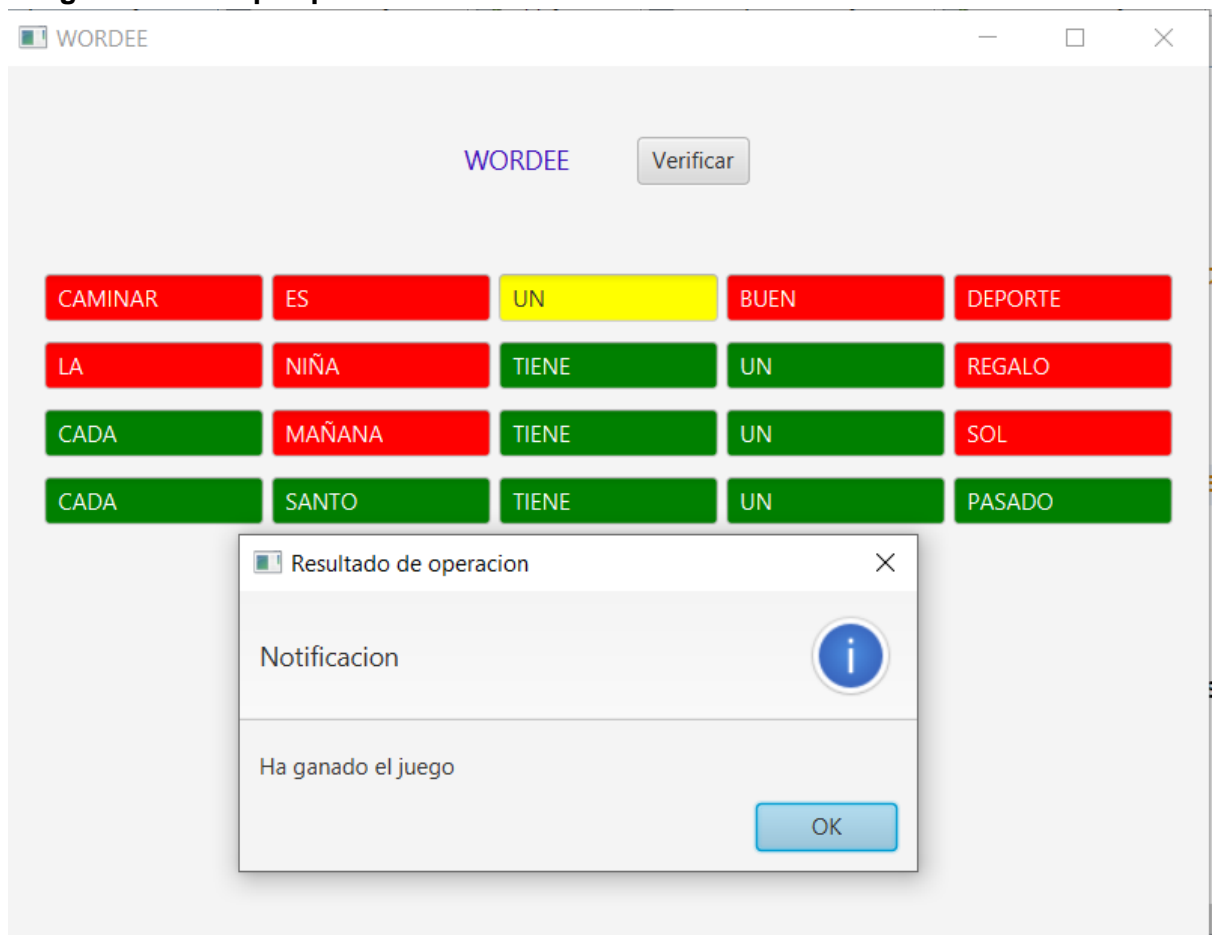 WORDEE
WORDEE Verificar
CAMINAR ES UN BUEN DEPORTE
LA NIÑA TIENE UN REGALO
CADA MAÑANA TIENE UN SOL
CADA SANTO TIENE UN PASADO
Resultado de operacion
Notificacion
Ha ganado el juego
OK